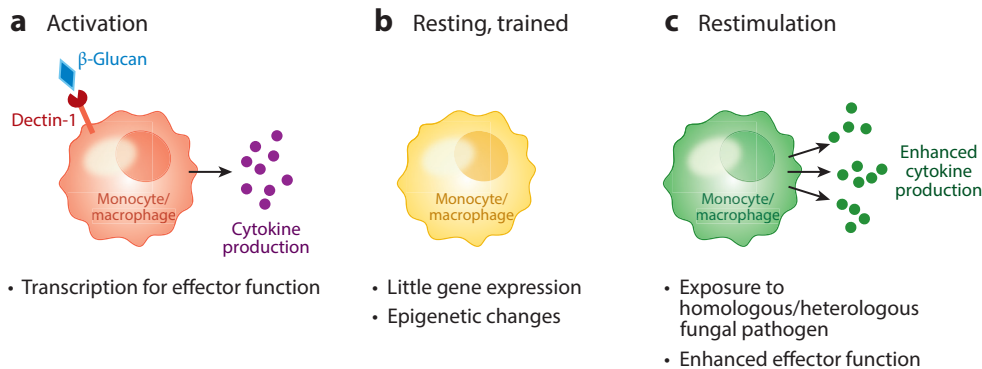 a Activation
β-Glucan
Dectin-1
Monocyte/
macrophage
Cytokine
production
• Transcription for effector function
b Resting, trained
Monocyte/
macrophage
• Little gene expression
• Epigenetic changes
c Restimulation
Monocyte/
macrophage
Enhanced
cytokine
production
• Exposure to
homologous/heterologous
fungal pathogen
• Enhanced effector function